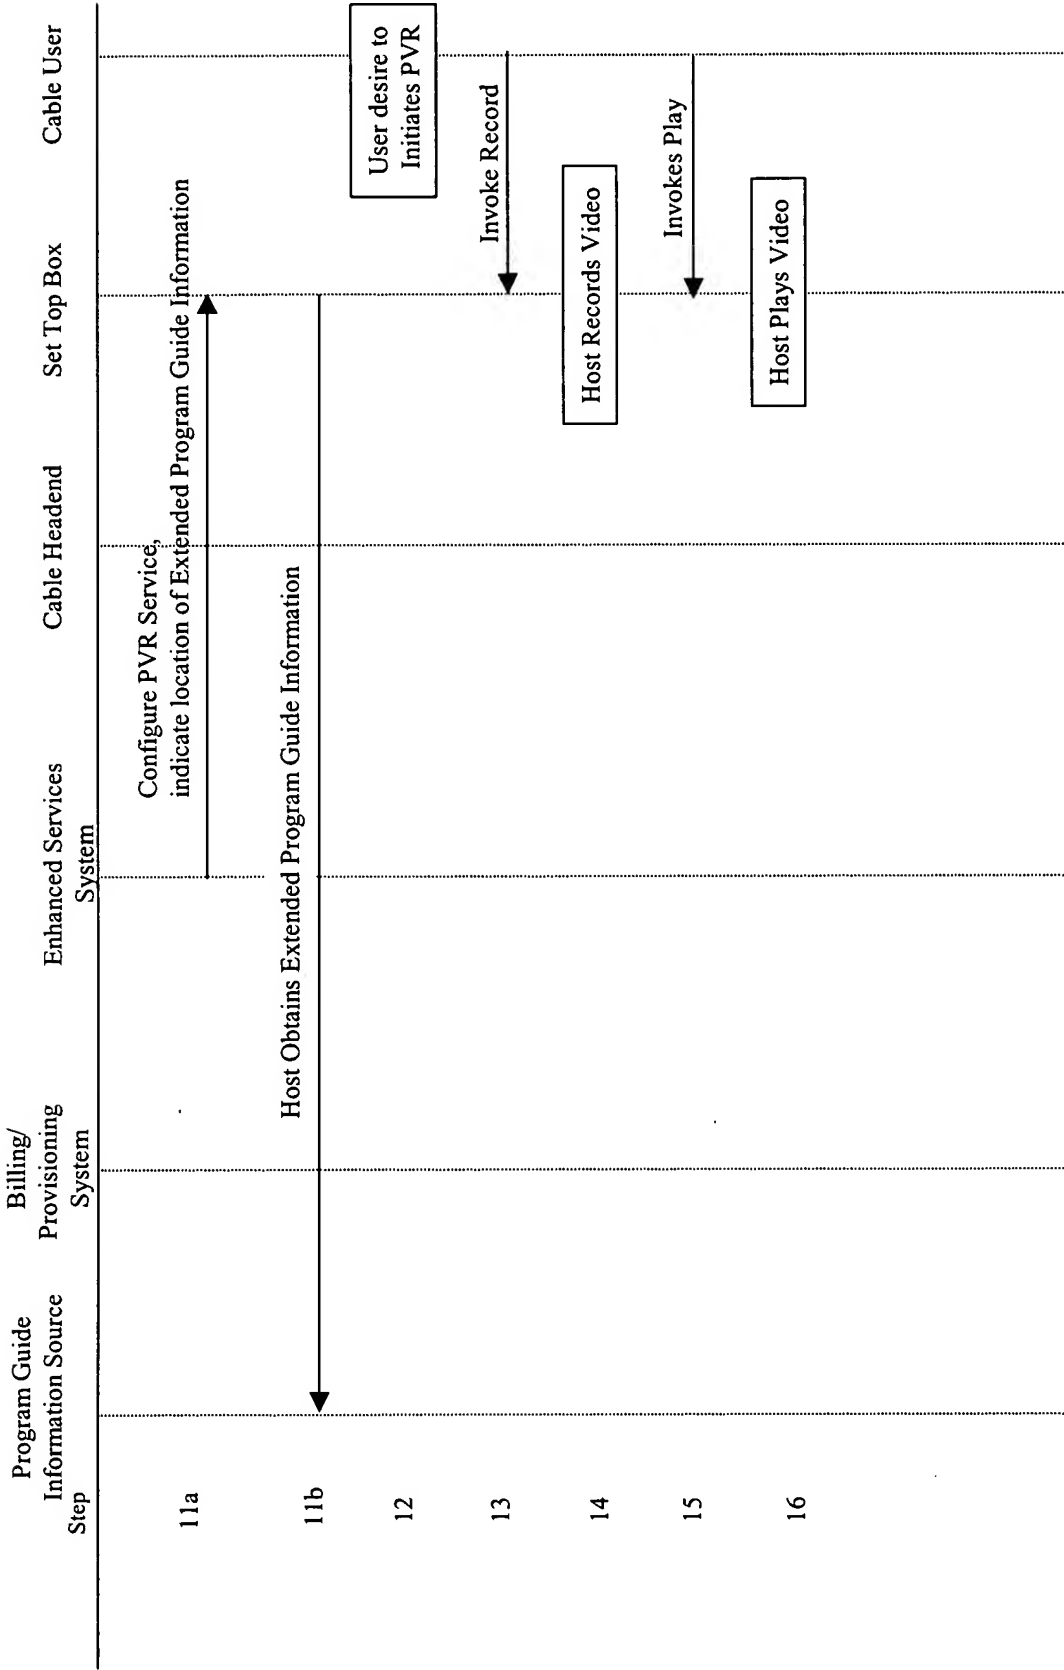 Program Guide
Information Source
Billing/
Provisioning
System
Enhanced Services
System
Cable Headend
Set Top Box
Cable User
Step
11a
Configure PVR Service,
indicate location of Extended Program Guide Information
11b
Host Obtains Extended Program Guide Information
12
User desire to
Initiates PVR
13
Invoke Record
14
Host Records Video
15
Invokes Play
16
Host Plays Video